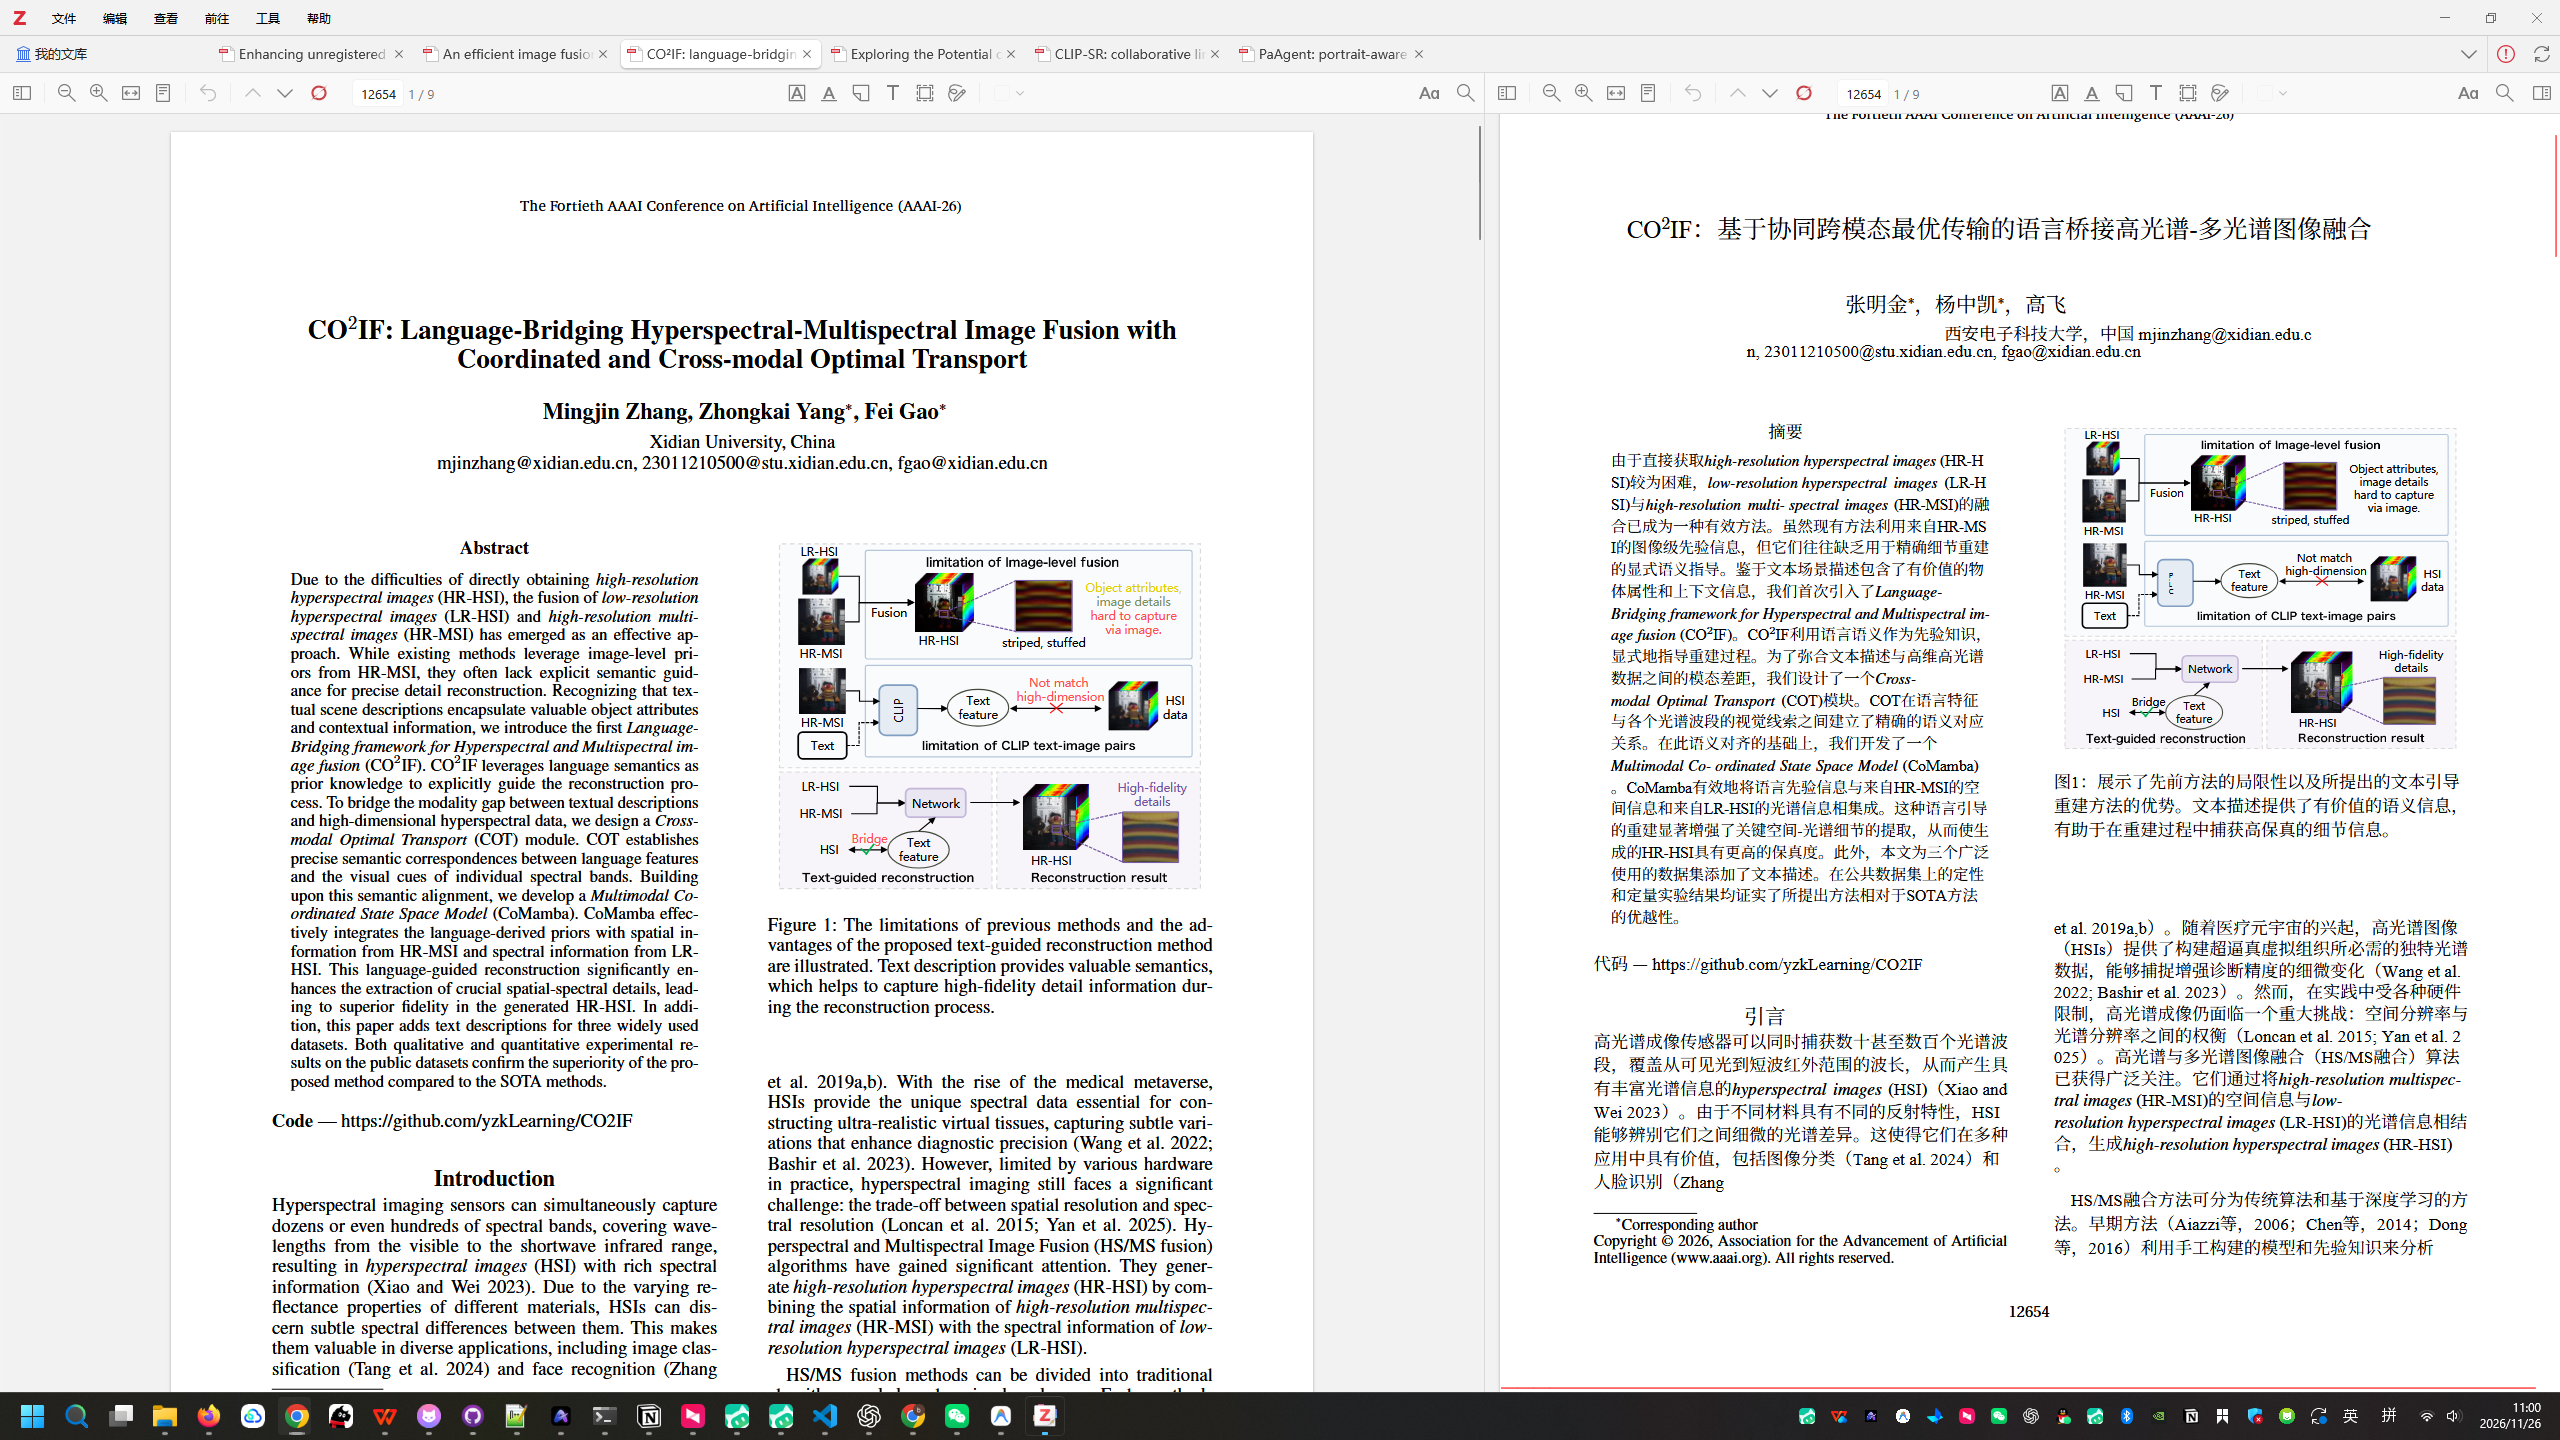 文件 编辑 查看 前往 工具 帮助
我的文库
Enhancing unregistered
An efficient image fusio
CO²IF: language-bridgin
Exploring the Potential
CLIP-SR: collaborative li
PaAgent: portrait-aware
12654 1 / 9
12654 1 / 9
The Fortieth AAAI Conference on Artificial Intelligence (AAAI-26)
CO²IF: Language-Bridging Hyperspectral-Multispectral Image Fusion with
Coordinated and Cross-modal Optimal Transport
Mingjin Zhang, Zhongkai Yang*, Fei Gao*
Xidian University, China
mjinzhang@xidian.edu.cn, 23011210500@stu.xidian.edu.cn, fgao@xidian.edu.cn
Abstract
Due to the difficulties of directly obtaining high-resolution
hyperspectral images (HR-HSI), the fusion of low-resolution
hyperspectral images (LR-HSI) and high-resolution multi-
spectral images (HR-MSI) has emerged as an effective ap-
proach. While existing methods leverage image-level pri-
ors from HR-MSI, they often lack explicit semantic guid-
ance for precise detail reconstruction. Recognizing that tex-
tual scene descriptions encapsulate valuable object attributes
and contextual information, we introduce the first Language-
Bridging framework for Hyperspectral and Multispectral im-
age fusion (CO²IF). CO²IF leverages language semantics as
prior knowledge to explicitly guide the reconstruction pro-
cess. To bridge the modality gap between textual descriptions
and high-dimensional hyperspectral data, we design a Cross-
modal Optimal Transport (COT) module. COT establishes
precise semantic correspondences between language features
and the visual cues of individual spectral bands. Building
upon this semantic alignment, we develop a Multimodal Co-
ordinated State Space Model (CoMamba). CoMamba effec-
tively integrates the language-derived priors with spatial in-
formation from HR-MSI and spectral information from LR-
HSI. This language-guided reconstruction significantly en-
hances the extraction of crucial spatial-spectral details, lead-
ing to superior fidelity in the generated HR-HSI. In addi-
tion, this paper adds text descriptions for three widely used
datasets. Both qualitative and quantitative experimental re-
sults on the public datasets confirm the superiority of the pro-
posed method compared to the SOTA methods.
Code — https://github.com/yzkLearning/CO2IF
Introduction
Hyperspectral imaging sensors can simultaneously capture
dozens or even hundreds of spectral bands, covering wave-
lengths from the visible to the shortwave infrared range,
resulting in hyperspectral images (HSI) with rich spectral
information (Xiao and Wei 2023). Due to the varying re-
flectance properties of different materials, HSIs can dis-
cern subtle spectral differences between them. This makes
them valuable in diverse applications, including image clas-
sification (Tang et al. 2024) and face recognition (Zhang
LR-HSI
limitation of Image-level fusion
Object attributes,
image details
hard to capture
via image.
Fusion
HR-HSI
striped, stuffed
HR-MSI
Not match
high-dimension
CLIP
Text
feature
HSI
data
HR-MSI
Text
limitation of CLIP text-image pairs
LR-HSI
HR-MSI
Network
High-fidelity
details
Bridge
HSI
Text
feature
HR-HSI
Text-guided reconstruction
Reconstruction result
Figure 1: The limitations of previous methods and the ad-
vantages of the proposed text-guided reconstruction method
are illustrated. Text description provides valuable semantics,
which helps to capture high-fidelity detail information dur-
ing the reconstruction process.
et al. 2019a,b). With the rise of the medical metaverse,
HSIs provide the unique spectral data essential for con-
structing ultra-realistic virtual tissues, capturing subtle vari-
ations that enhance diagnostic precision (Wang et al. 2022;
Bashir et al. 2023). However, limited by various hardware
in practice, hyperspectral imaging still faces a significant
challenge: the trade-off between spatial resolution and spec-
tral resolution (Loncan et al. 2015; Yan et al. 2025). Hy-
perspectral and Multispectral Image Fusion (HS/MS fusion)
algorithms have gained significant attention. They gener-
ate high-resolution hyperspectral images (HR-HSI) by com-
bining the spatial information of high-resolution multispec-
tral images (HR-MSI) with the spectral information of low-
resolution hyperspectral images (LR-HSI).
HS/MS fusion methods can be divided into traditional
The Fortieth AAAI Conference on Artificial Intelligence (AAAI-26)
CO²IF：基于协同跨模态最优传输的语言桥接高光谱-多光谱图像融合
张明金*，杨中凯*，高飞
西安电子科技大学，中国 mjinzhang@xidian.edu.c
n, 23011210500@stu.xidian.edu.cn, fgao@xidian.edu.cn
摘要
由于直接获取high-resolution hyperspectral images (HR-H
SI)较为困难，low-resolution hyperspectral images (LR-H
SI)与high-resolution multi- spectral images (HR-MSI)的融
合已成为一种有效方法。虽然现有方法利用来自HR-MS
I的图像级先验信息，但它们往往缺乏用于精确细节重建
的显式语义指导。鉴于文本场景描述包含了有价值的物
体属性和上下文信息，我们首次引入了Language-
Bridging framework for Hyperspectral and Multispectral im-
age fusion (CO²IF)。CO²IF利用语言语义作为先验知识，
显式地指导重建过程。为了弥合文本描述与高维高光谱
数据之间的模态差距，我们设计了一个Cross-
modal Optimal Transport (COT)模块。COT在语言特征
与各个光谱波段的视觉线索之间建立了精确的语义对应
关系。在此语义对齐的基础上，我们开发了一个
Multimodal Co- ordinated State Space Model (CoMamba)
。CoMamba有效地将语言先验信息与来自HR-MSI的空
间信息和来自LR-HSI的光谱信息相集成。这种语言引导
的重建显著增强了关键空间-光谱细节的提取，从而使生
成的HR-HSI具有更高的保真度。此外，本文为三个广泛
使用的数据集添加了文本描述。在公共数据集上的定性
和定量实验结果均证实了所提出方法相对于SOTA方法
的优越性。
代码 — https://github.com/yzkLearning/CO2IF
引言
高光谱成像传感器可以同时捕获数十甚至数百个光谱波
段，覆盖从可见光到短波红外范围的波长，从而产生具
有丰富光谱信息的hyperspectral images (HSI)（Xiao and
Wei 2023）。由于不同材料具有不同的反射特性，HSI
能够辨别它们之间细微的光谱差异。这使得它们在多种
应用中具有价值，包括图像分类（Tang et al. 2024）和
人脸识别（Zhang
*Corresponding author
Copyright © 2026, Association for the Advancement of Artificial
Intelligence (www.aaai.org). All rights reserved.
LR-HSI
limitation of Image-level fusion
Object attributes,
image details
hard to capture
via image.
Fusion
HR-HSI
striped, stuffed
HR-MSI
Not match
high-dimension
P
L
C
Text
feature
HSI
data
HR-MSI
Text
limitation of CLIP text-image pairs
LR-HSI
HR-MSI
Network
High-fidelity
details
Bridge
HSI
Text
feature
HR-HSI
Text-guided reconstruction
Reconstruction result
图1：展示了先前方法的局限性以及所提出的文本引导
重建方法的优势。文本描述提供了有价值的语义信息，
有助于在重建过程中捕获高保真的细节信息。
et al. 2019a,b）。随着医疗元宇宙的兴起，高光谱图像
（HSIs）提供了构建超逼真虚拟组织所必需的独特光谱
数据，能够捕捉增强诊断精度的细微变化（Wang et al.
2022; Bashir et al. 2023）。然而，在实践中受各种硬件
限制，高光谱成像仍面临一个重大挑战：空间分辨率与
光谱分辨率之间的权衡（Loncan et al. 2015; Yan et al. 2
025）。高光谱与多光谱图像融合（HS/MS融合）算法
已获得广泛关注。它们通过将high-resolution multispec-
tral images (HR-MSI)的空间信息与low-
resolution hyperspectral images (LR-HSI)的光谱信息相结
合，生成high-resolution hyperspectral images (HR-HSI)
。
HS/MS融合方法可分为传统算法和基于深度学习的方
法。早期方法（Aiazzi等，2006；Chen等，2014；Dong
等，2016）利用手工构建的模型和先验知识来分析
12654
英 拼
11:00
2026/11/26